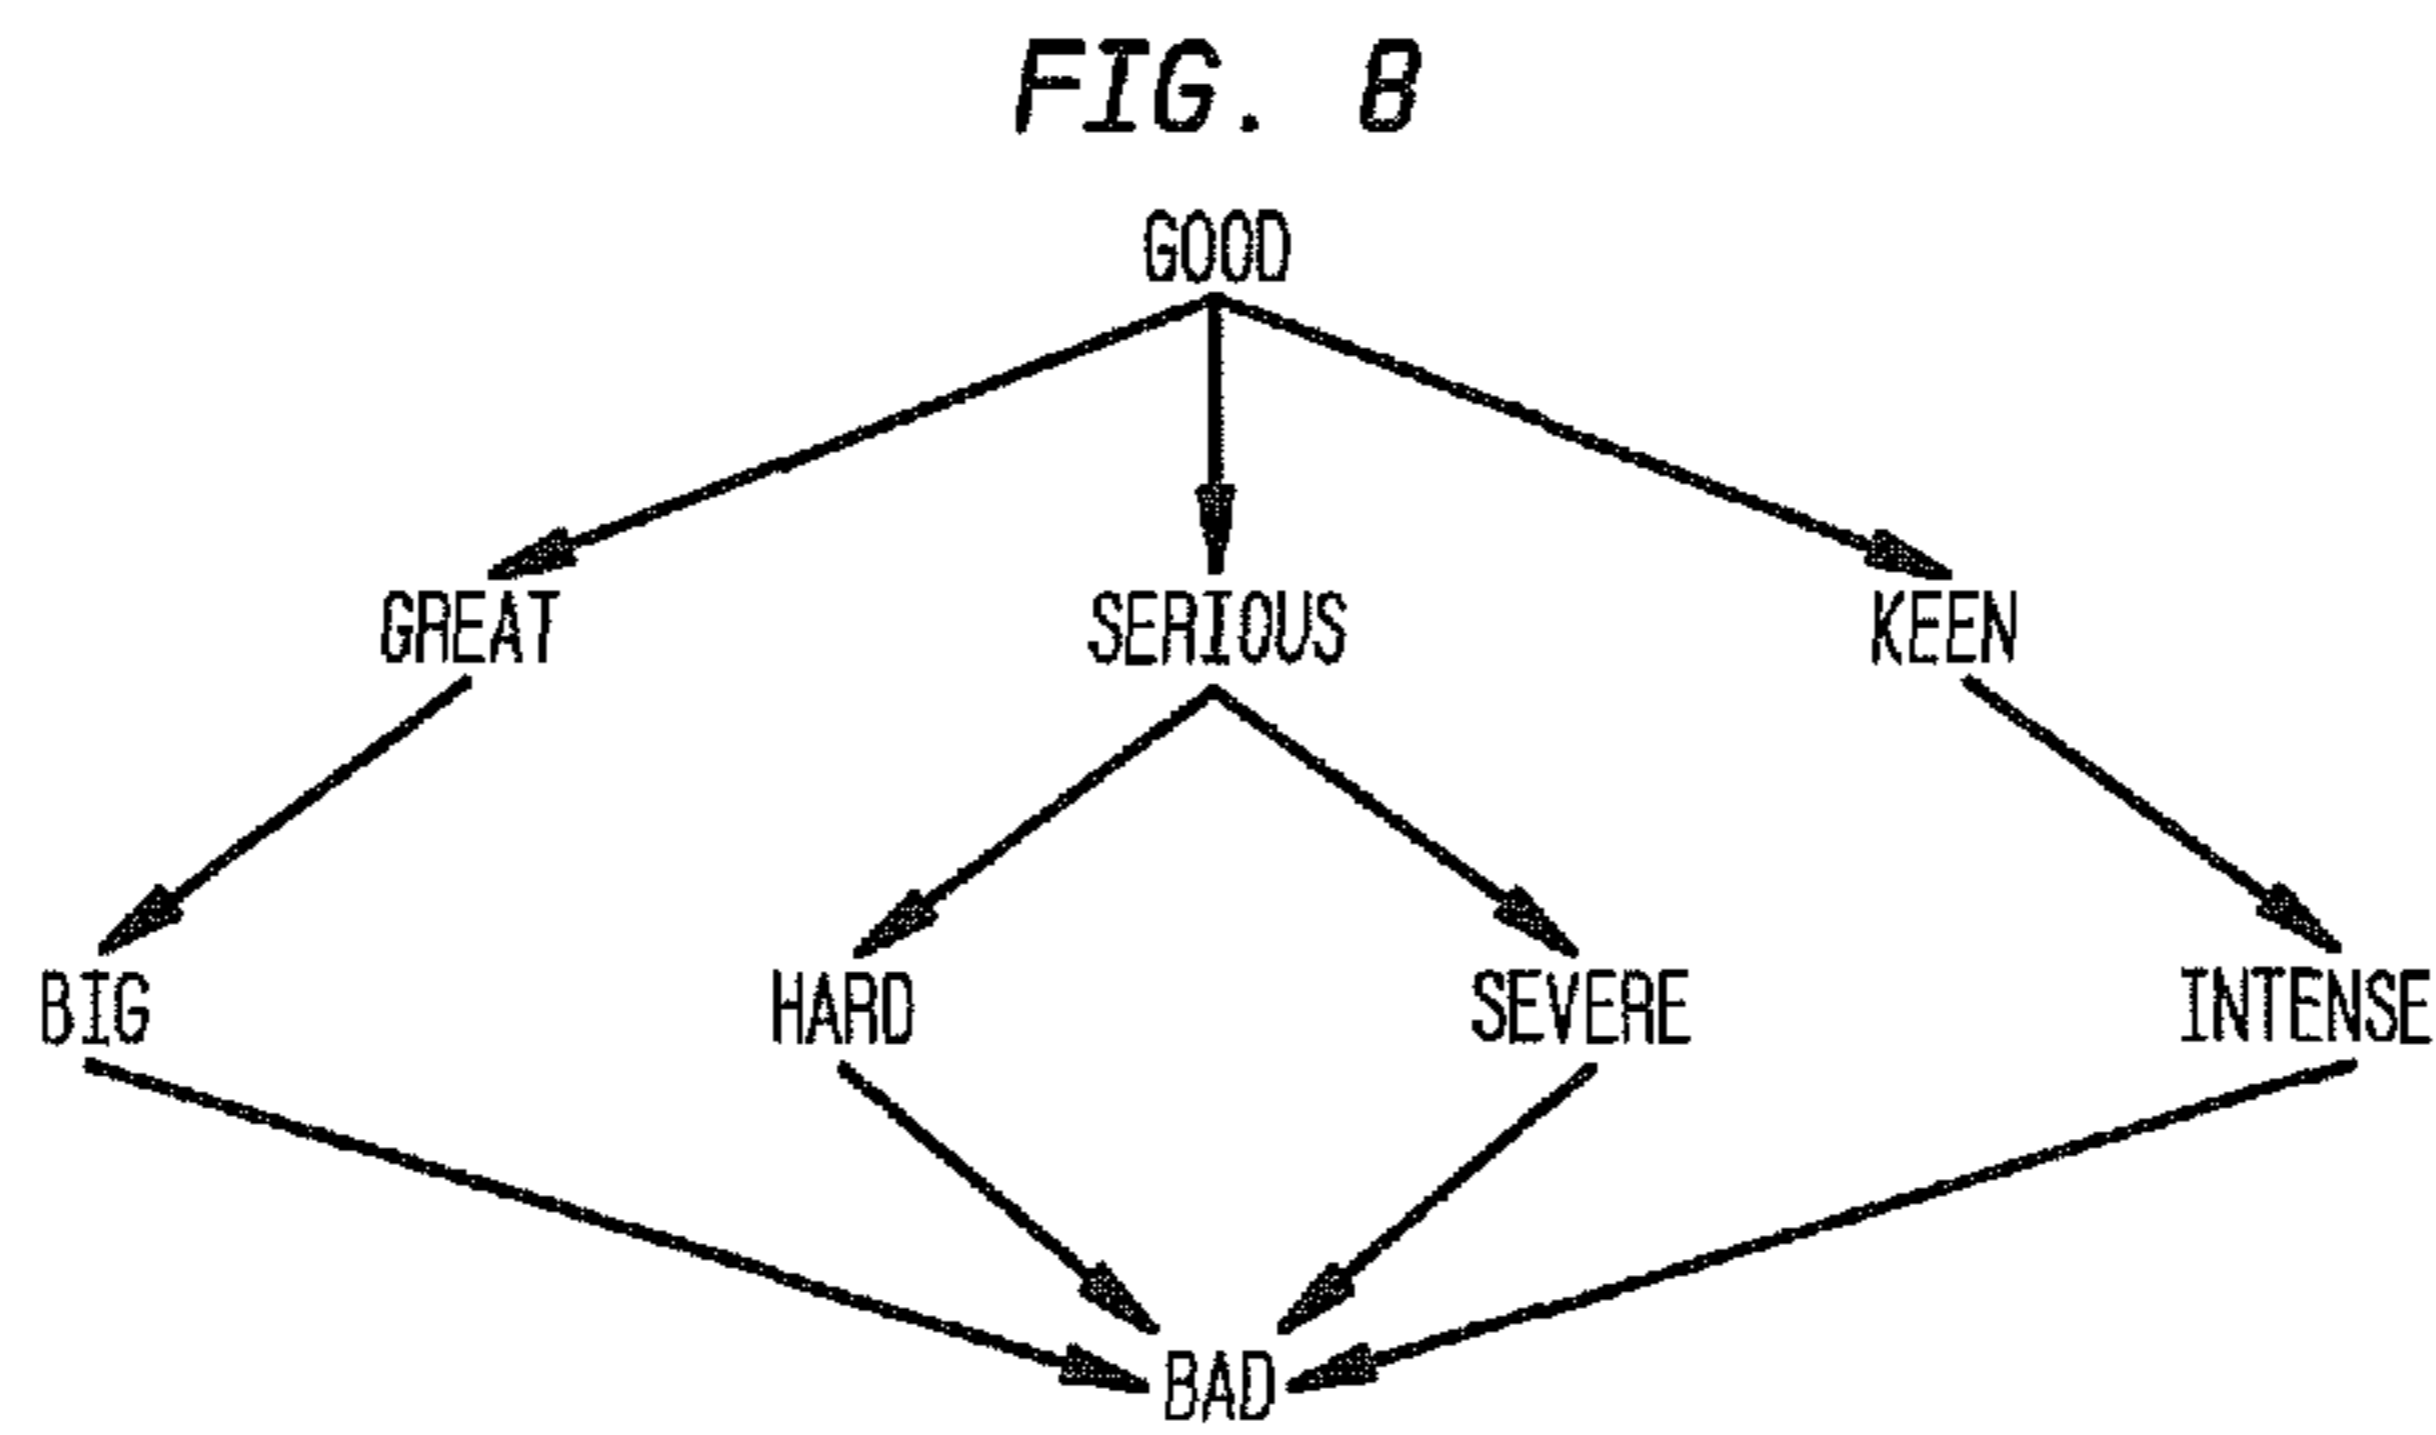 FIG. 8
GOOD
GREAT SERIOUS KEEN
BIG HARD SEVERE INTENSE
BAD